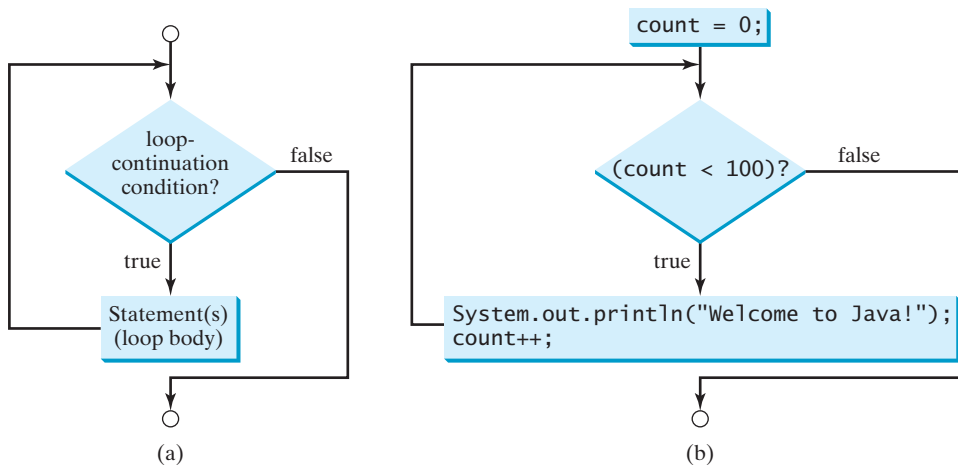 loop-
continuation
condition?
false
true
Statement(s)
(loop body)
(a)
count = 0;
(count < 100)?
false
true
System.out.println("Welcome to Java!");
count++;
(b)